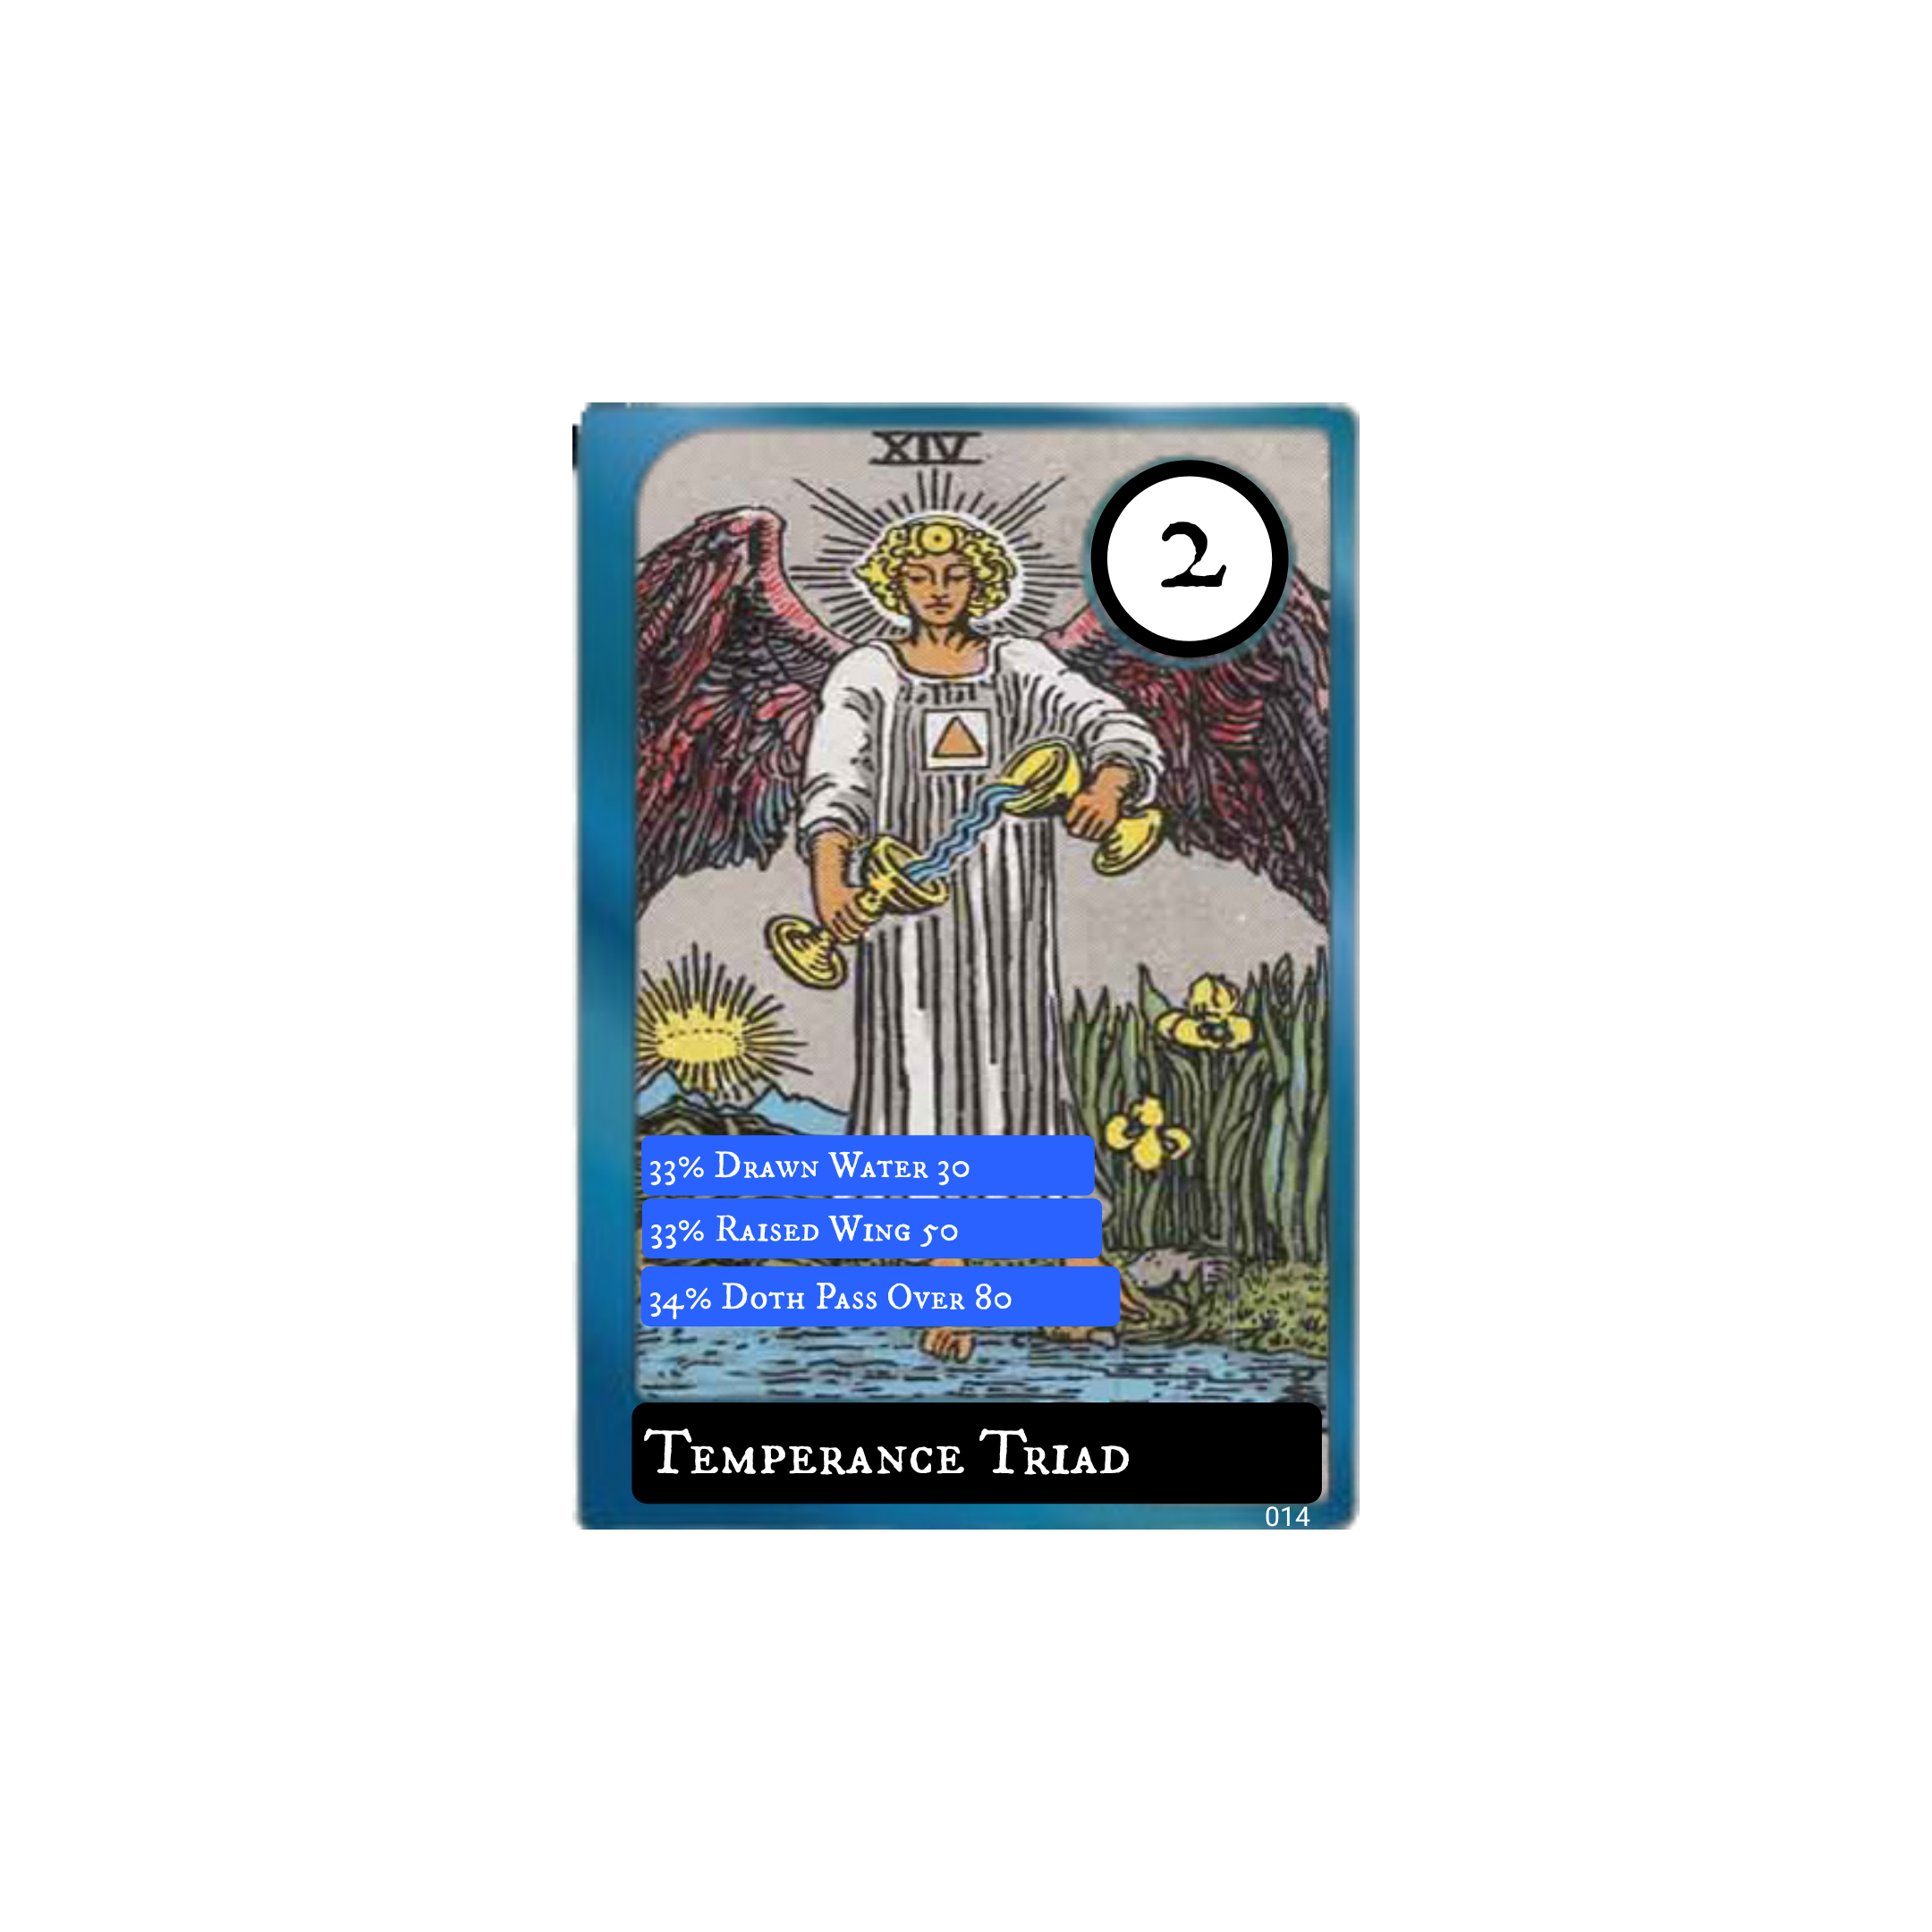 XIV
2
33% Drawn Water 30
33% Raised Wing 50
34% Doth Pass Over 80
Temperance Triad
014